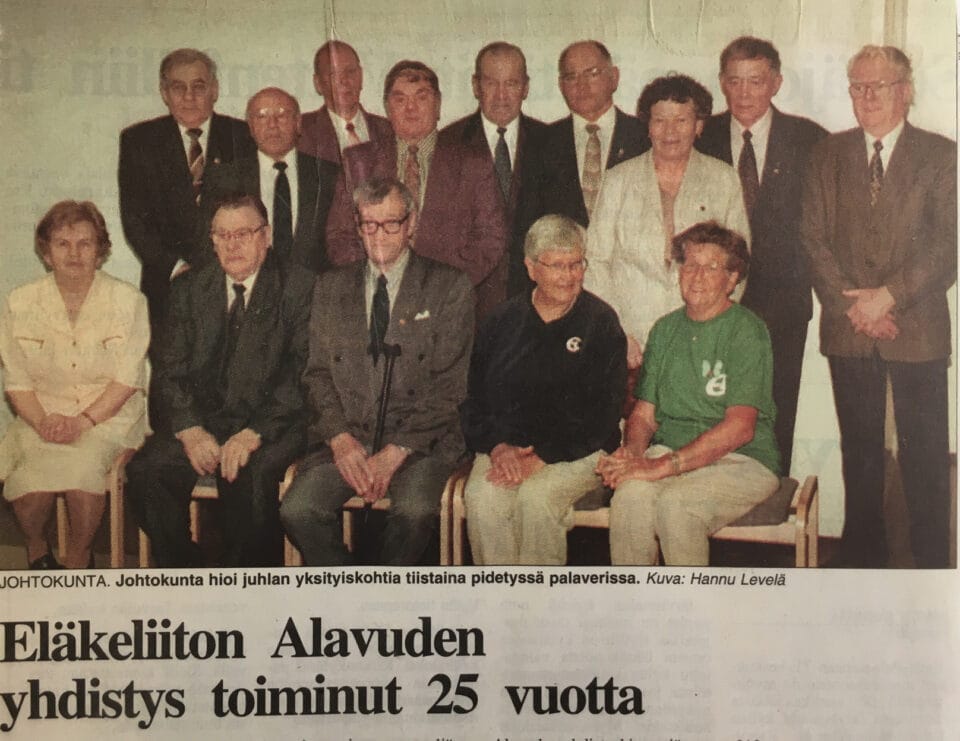 JOHTOKUNTA. Johtokunta hioi juhlan yksityiskohtia tiistaina pidetyssä palaverissa. Kuva: Hannu Levelä
Eläkeliiton Alavuden
yhdistys toiminut 25 vuotta